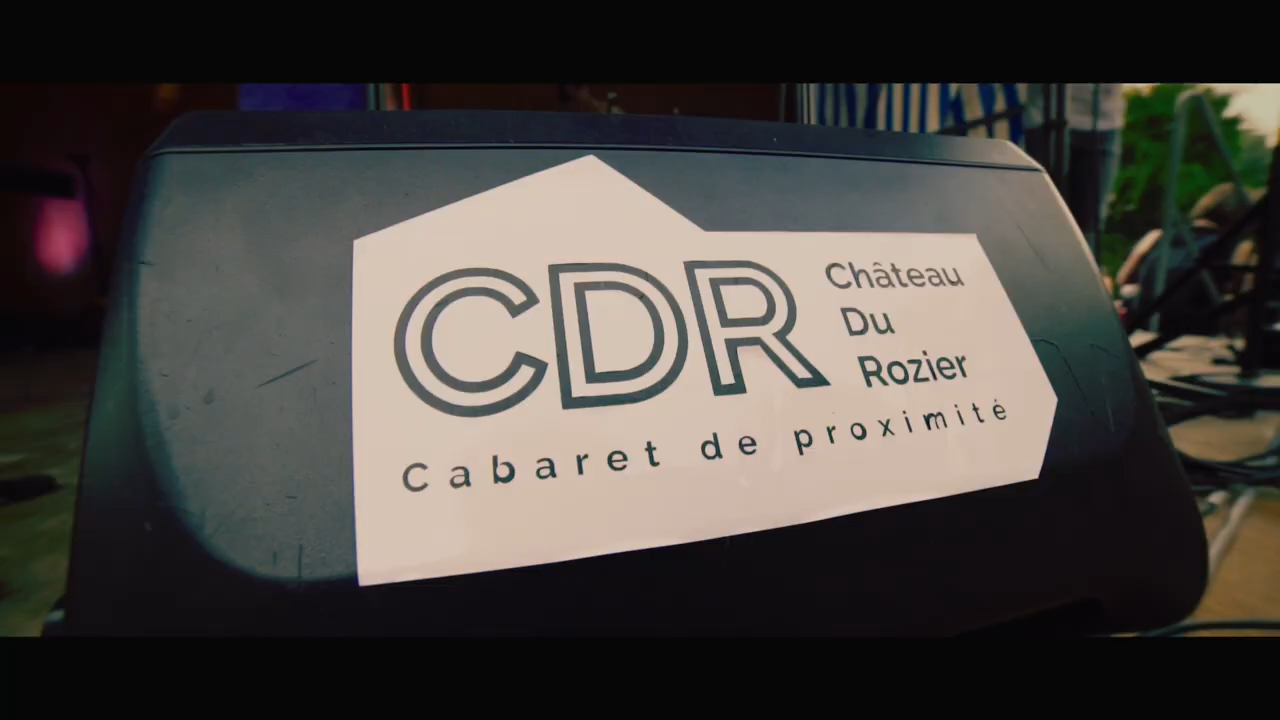 CDR
Château
Du
Rozier
Cabaret de proximité